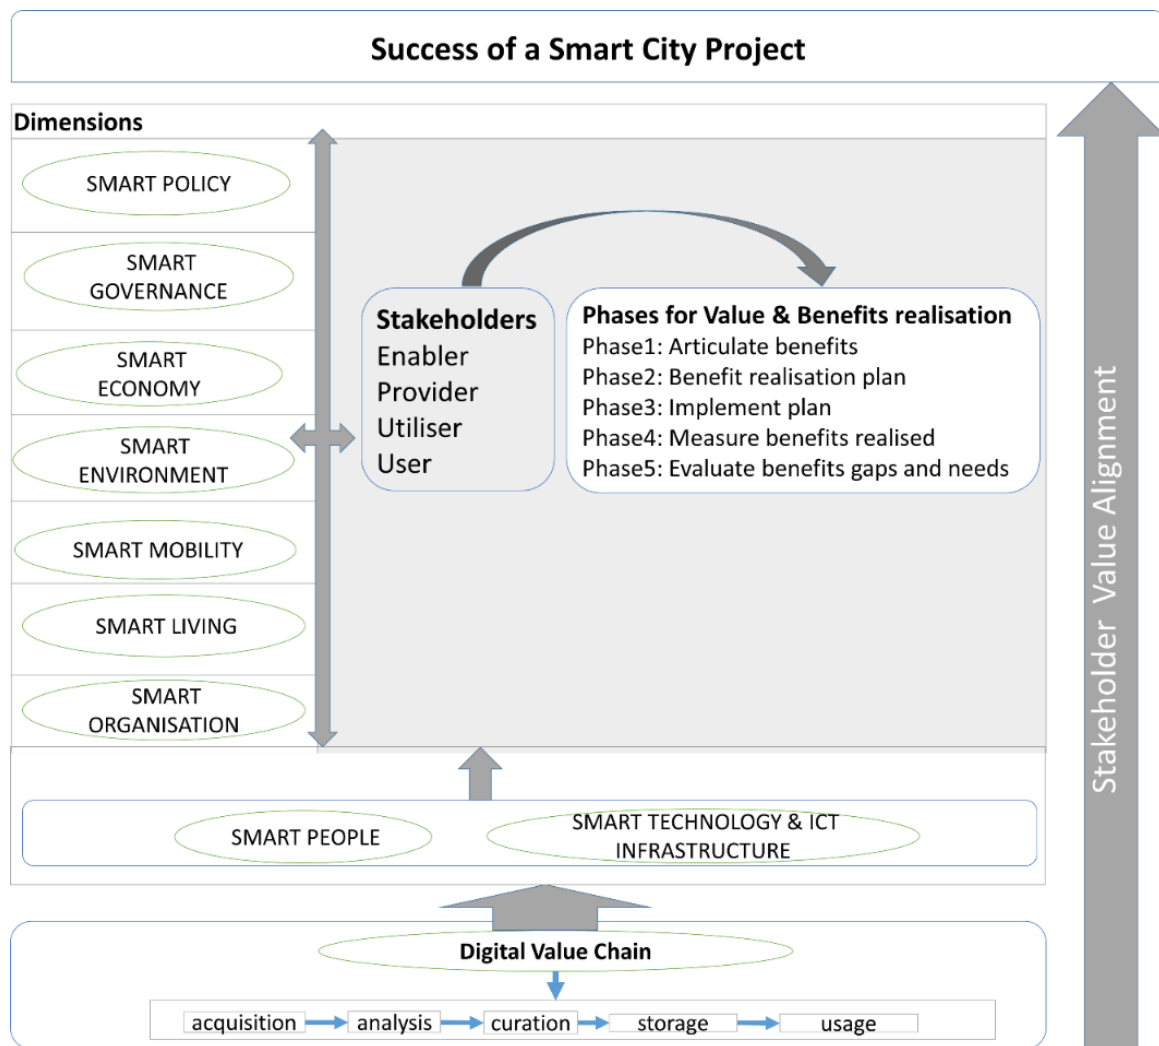 Success of a Smart City Project
Dimensions
SMART POLICY
SMART
GOVERNANCE
SMART
ECONOMY
SMART
ENVIRONMENT
SMART MOBILITY
SMART LIVING
SMART
ORGANISATION
Stakeholders
Enabler
Provider
Utiliser
User
Phases for Value & Benefits realisation
Phase1: Articulate benefits
Phase2: Benefit realisation plan
Phase3: Implement plan
Phase4: Measure benefits realised
Phase5: Evaluate benefits gaps and needs
Stakeholder Value Alignment
SMART PEOPLE
SMART TECHNOLOGY & ICT
INFRASTRUCTURE
Digital Value Chain
acquisition
analysis
curation
storage
usage